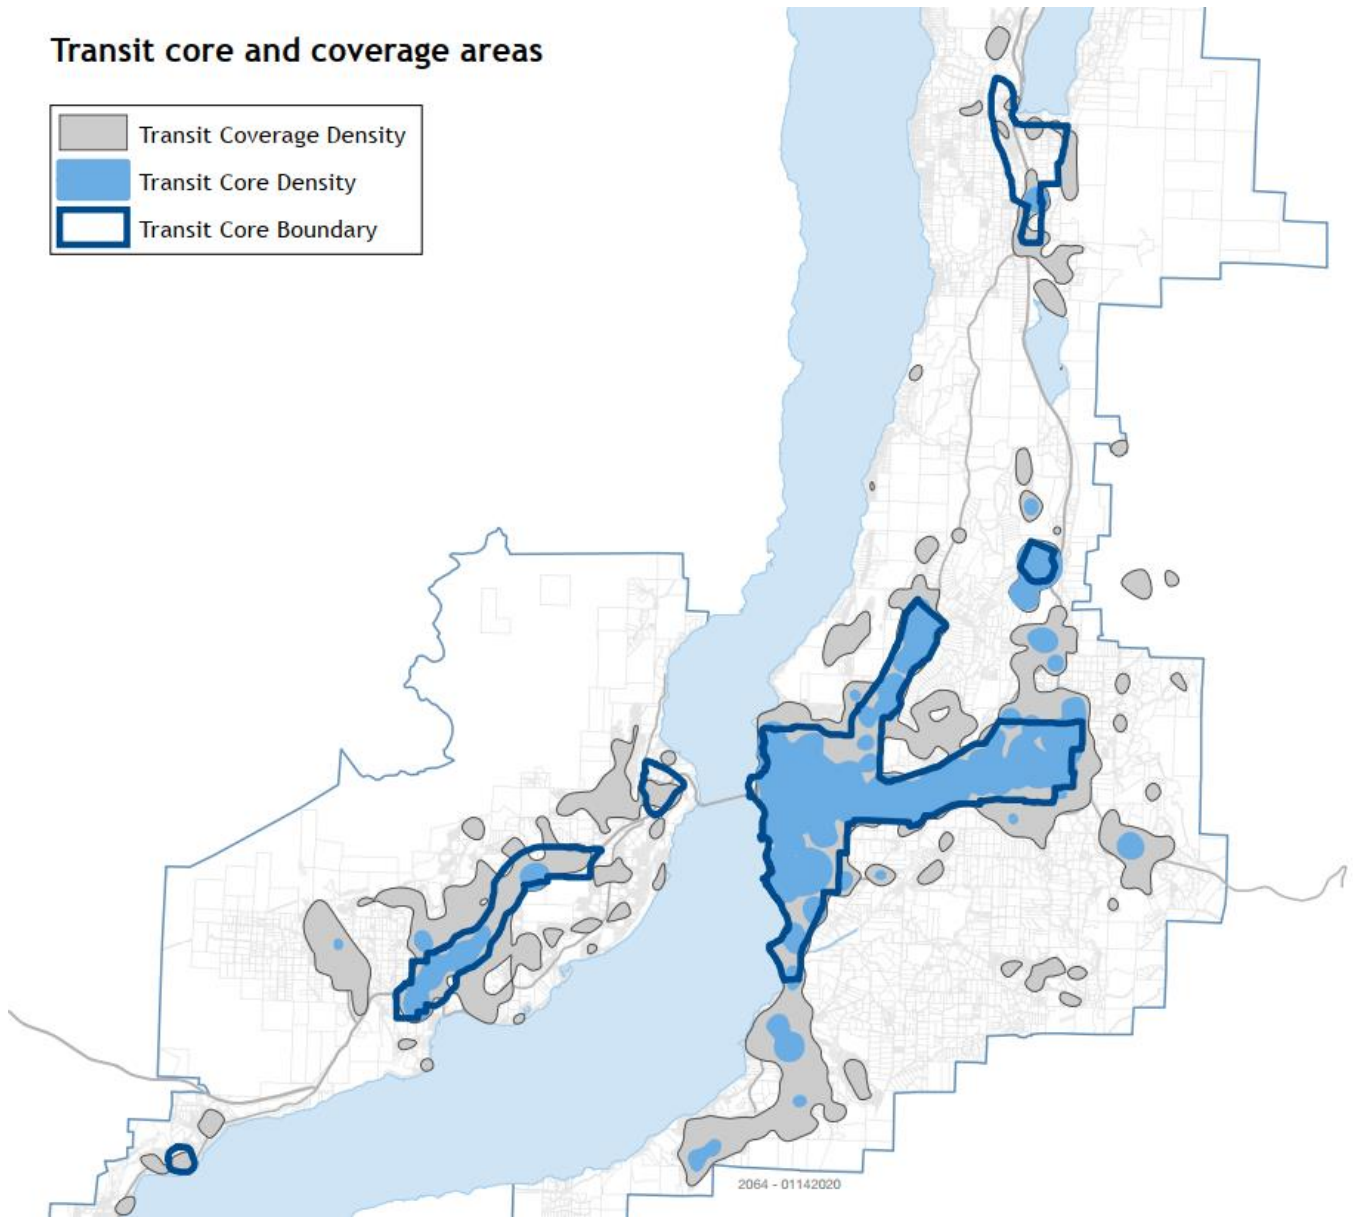 Transit core and coverage areas
Transit Coverage Density
Transit Core Density
Transit Core Boundary
2064 - 01142020